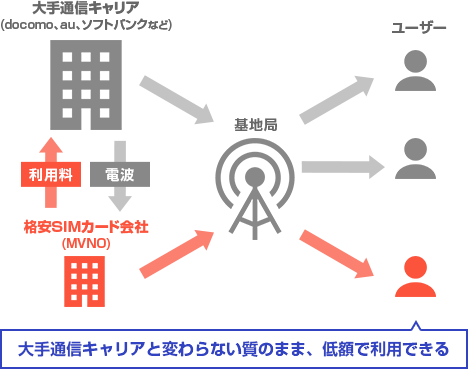 大手通信キャリア
(docomo、au、ソフトバンクなど)
ユーザー
基地局
利用料
電波
格安SIMカード会社
(MVNO)
大手通信キャリアと変わらない質のまま、低額で利用できる